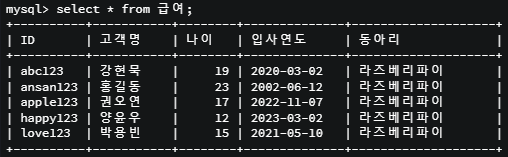 mysql> select * from 급여;
+----------+--------+------+------------+--------------+
| ID | 고객명 | 나이 | 입사연도 | 동아리 |
+----------+--------+------+------------+--------------+
| abc123 | 강현묵 | 19 | 2020-03-02 | 라즈베리파이 |
| ansan123 | 홍길동 | 23 | 2002-06-12 | 라즈베리파이 |
| apple123 | 권오연 | 17 | 2022-11-07 | 라즈베리파이 |
| happy123 | 양윤우 | 12 | 2023-03-02 | 라즈베리파이 |
| love123 | 박용빈 | 15 | 2021-05-10 | 라즈베리파이 |
+----------+--------+------+------------+--------------+